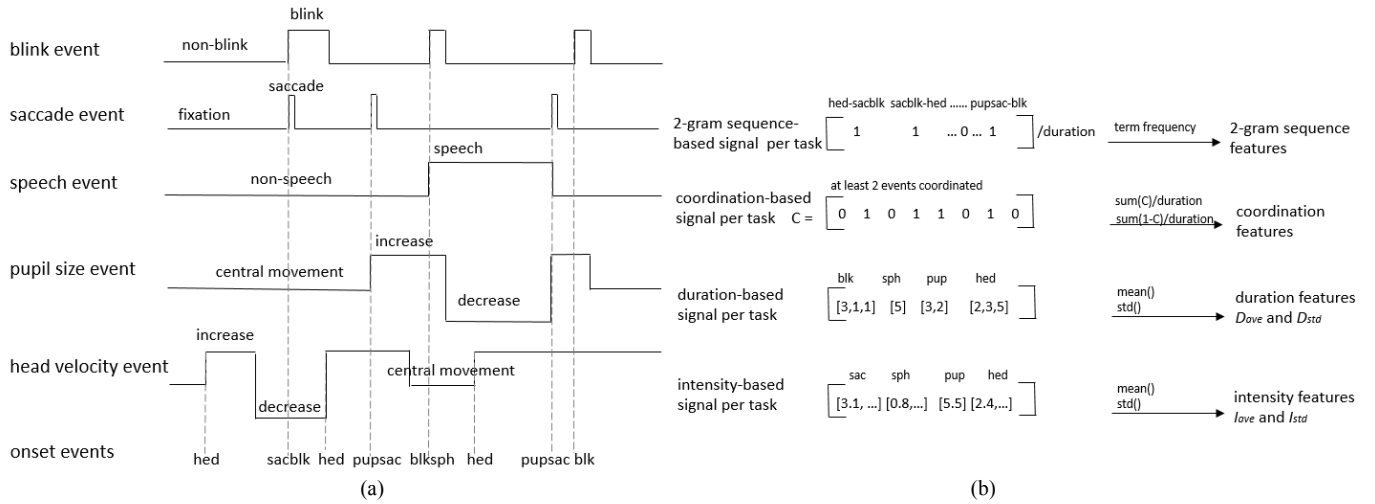 blink
blink event
non-blink
saccade
saccade event
fixation
speech
speech event
non-speech
increase
pupil size event
central movement
decrease
increase
head velocity event
central movement
decrease
onset events
hed sacblk hed pupsac blksph hed pupsac blk
(a)
hed-sacblk sacblk-hed ...... pupsac-blk
2-gram sequence-
based signal per task
1 1 ... 0 ... 1
/duration
term frequency
2-gram sequence
features
at least 2 events coordinated
coordination-based
signal per task C =
0 1 0 1 1 0 1 0
sum(C)/duration
sum(1-C)/duration
coordination
features
blk sph pup hed
duration-based
signal per task
[3,1,1] [5] [3,2] [2,3,5]
mean()
std()
duration features
Dave and Dstd
sac sph pup hed
intensity-based
signal per task
[3.1, ...] [0.8,...] [5.5] [2.4,...]
mean()
std()
intensity features
Iave and Istd
(b)